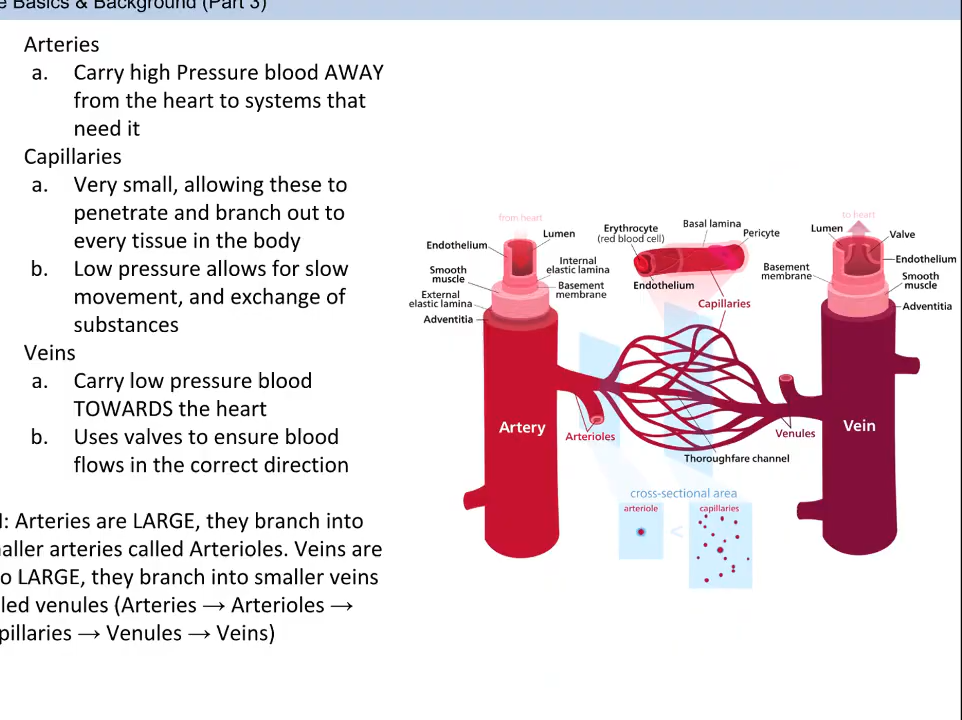 e Basics & Background (Part 3)
Arteries
a. Carry high Pressure blood AWAY
from the heart to systems that
need it
Capillaries
a. Very small, allowing these to
penetrate and branch out to
every tissue in the body
b. Low pressure allows for slow
movement, and exchange of
substances
Veins
a. Carry low pressure blood
TOWARDS the heart
b. Uses valves to ensure blood
flows in the correct direction
: Arteries are LARGE, they branch into
aller arteries called Arterioles. Veins are
o LARGE, they branch into smaller veins
led venules (Arteries → Arterioles →
pillaries → Venules → Veins)
from heart
Lumen
Endothelium
Internal
elastic lamina
Smooth
muscle
Basement
membrane
External
elastic lamina
Adventitia
Erythrocyte
(red blood cell)
Basal lamina
Pericyte
Endothelium
Capillaries
to heart
Lumen
Valve
Endothelium
Basement
membrane
Smooth
muscle
Adventitia
Artery
Arterioles
Venules
Vein
Thoroughfare channel
cross-sectional area
arteriole
<
capillaries